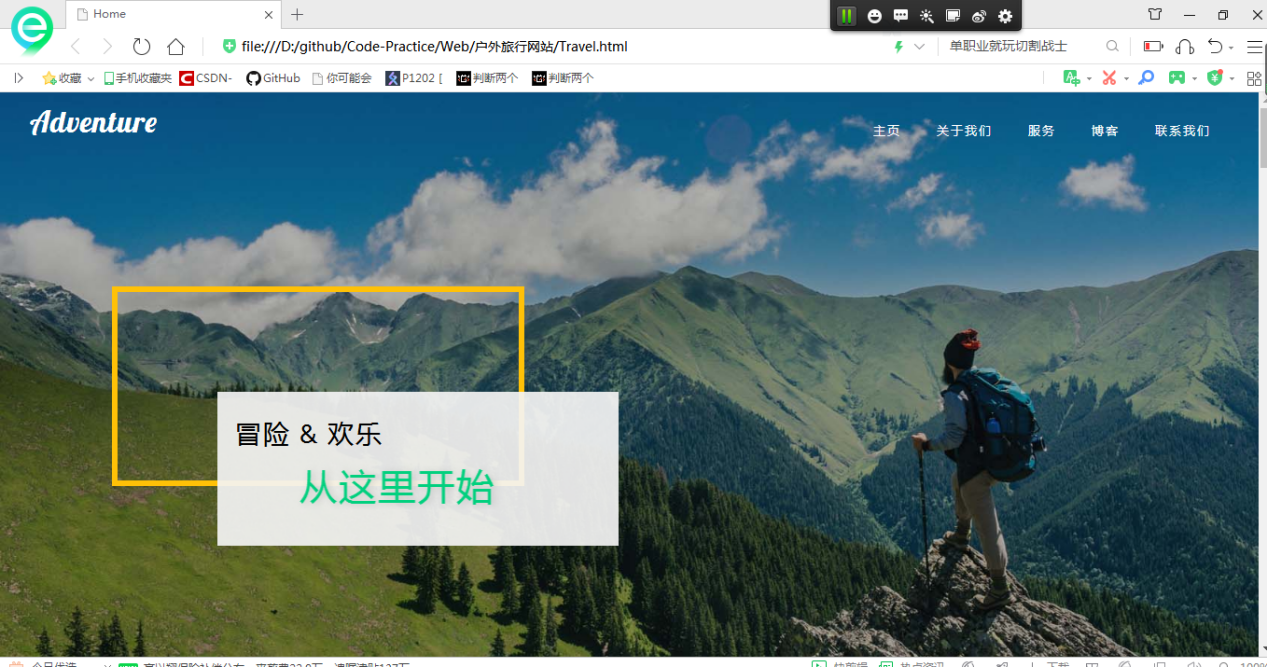 Home
file:///D:/github/Code-Practice/Web/户外旅行网站/Travel.html
单职业就玩切割战士
收藏 手机收藏夹 CSDN- GitHub 你可能会 P1202 [ 判断两个 判断两个
Adventure
主页 关于我们 服务 博客 联系我们
冒险 & 欢乐
从这里开始